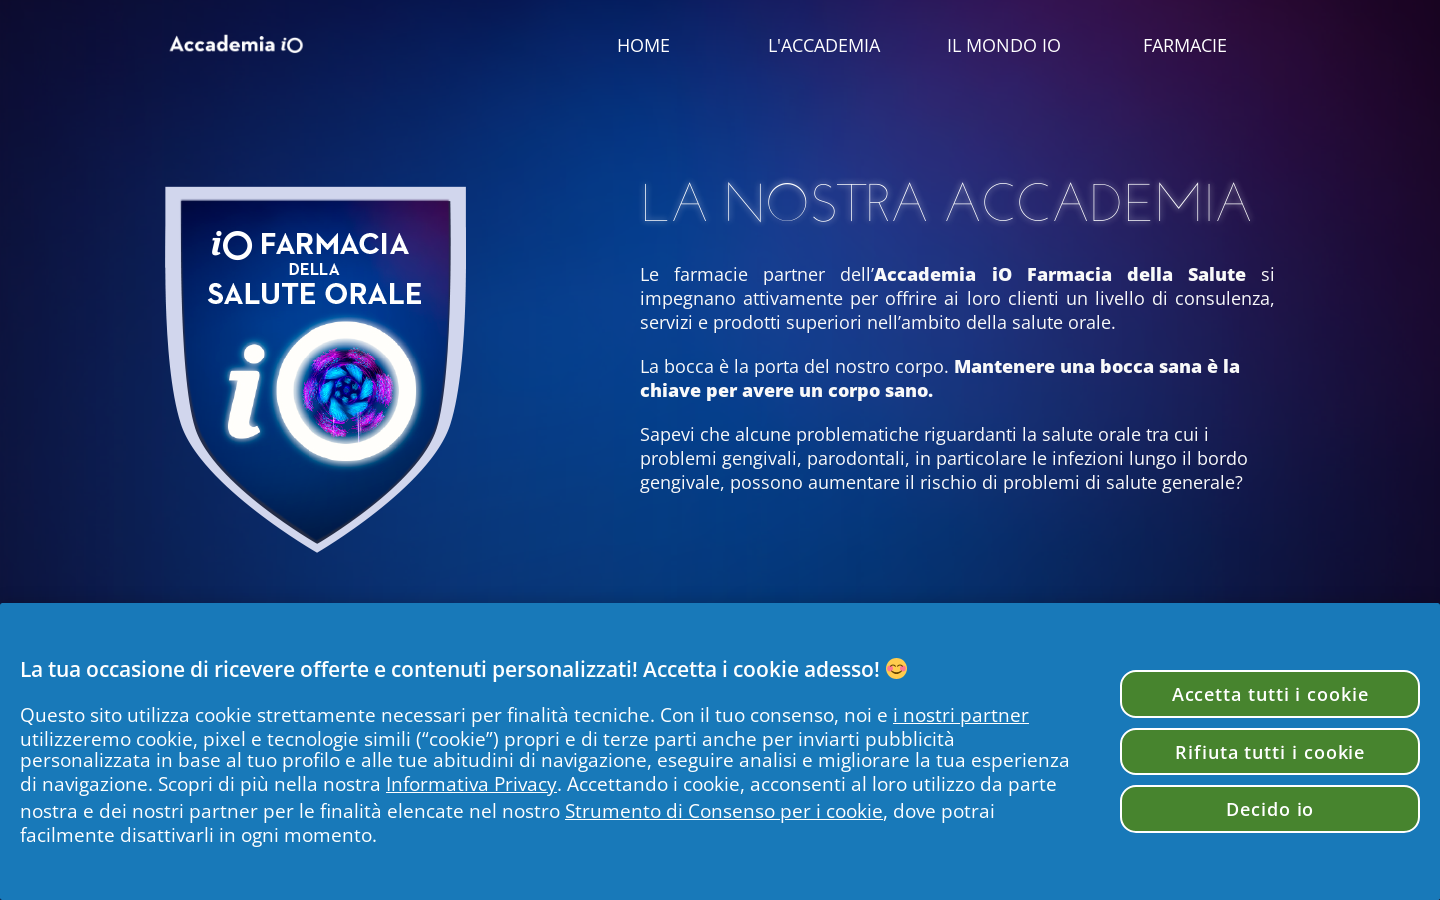 Accademia iO
HOME
L'ACCADEMIA
IL MONDO IO
FARMACIE
iO FARMACIA
DELLA
SALUTE ORALE
iO
LA NOSTRA ACCADEMIA
Le farmacie partner dell’Accademia iO Farmacia della Salute si
impegnano attivamente per offrire ai loro clienti un livello di consulenza,
servizi e prodotti superiori nell’ambito della salute orale.
La bocca è la porta del nostro corpo. Mantenere una bocca sana è la
chiave per avere un corpo sano.
Sapevi che alcune problematiche riguardanti la salute orale tra cui i
problemi gengivali, parodontali, in particolare le infezioni lungo il bordo
gengivale, possono aumentare il rischio di problemi di salute generale?
La tua occasione di ricevere offerte e contenuti personalizzati! Accetta i cookie adesso! 😊
Questo sito utilizza cookie strettamente necessari per finalità tecniche. Con il tuo consenso, noi e i nostri partner
utilizzeremo cookie, pixel e tecnologie simili (“cookie”) propri e di terze parti anche per inviarti pubblicità
personalizzata in base al tuo profilo e alle tue abitudini di navigazione, eseguire analisi e migliorare la tua esperienza
di navigazione. Scopri di più nella nostra Informativa Privacy. Accettando i cookie, acconsenti al loro utilizzo da parte
nostra e dei nostri partner per le finalità elencate nel nostro Strumento di Consenso per i cookie, dove potrai
facilmente disattivarli in ogni momento.
Accetta tutti i cookie
Rifiuta tutti i cookie
Decido io